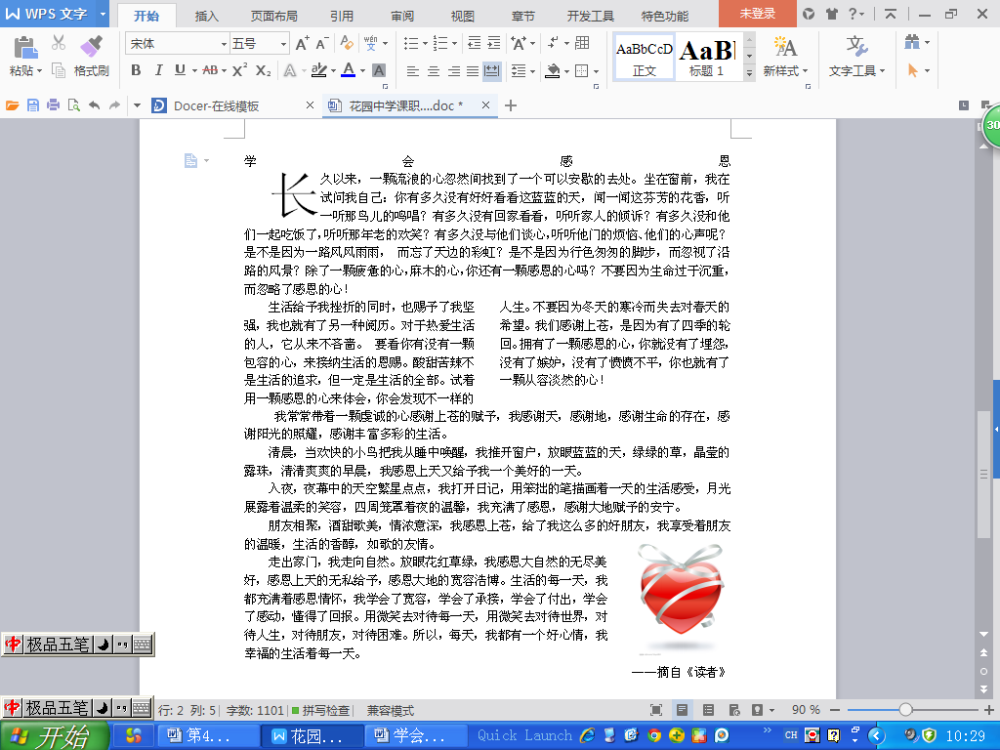 WPS 文字
开始 插入 页面布局 引用 审阅 视图 章节 开发工具 特色功能 未登录
宋体 五号 AaBbCcD AaBl
粘贴 格式刷 正文 标题 1 新样式 文字工具
Docer-在线模板 花园中学课职....doc *
30
学会感恩
长久以来，一颗流浪的心忽然间找到了一个可以安歇的去处。坐在窗前，我在
试问我自己：你有多久没有好好看看这蓝蓝的天，闻一闻这芬芳的花香，听
一听那鸟儿的鸣唱？有多久没有回家看看，听听家人的倾诉？有多久没和他
们一起吃饭了，听听那年老的欢笑？有多久没与他们谈心，听听他门的烦恼、他们的心声呢？
是不是因为一路风风雨雨， 而忘了天边的彩虹？是不是因为行色匆匆的脚步，而忽视了沿
路的风景？除了一颗疲惫的心，麻木的心，你还有一颗感恩的心吗？不要因为生命过于沉重，
而忽略了感恩的心！
生活给予我挫折的同时，也赐予了我坚
强，我也就有了另一种阅历。对于热爱生活
的人，它从来不吝啬。 要看你有没有一颗
包容的心，来接纳生活的恩赐。酸甜苦辣不
是生活的追求，但一定是生活的全部。试着
用一颗感恩的心来体会，你会发现不一样的
人生。不要因为冬天的寒冷而失去对春天的
希望。我们感谢上苍，是因为有了四季的轮
回。拥有了一颗感恩的心，你就没有了埋怨，
没有了嫉妒，没有了愤愤不平，你也就有了
一颗从容淡然的心！
我常常带着一颗虔诚的心感谢上苍的赋予，我感谢天，感谢地，感谢生命的存在，感
谢阳光的照耀，感谢丰富多彩的生活。
清晨，当欢快的小鸟把我从睡中唤醒，我推开窗户，放眼蓝蓝的天，绿绿的草，晶莹的
露珠，清清爽爽的早晨，我感恩上天又给予我一个美好的一天。
入夜，夜幕中的天空繁星点点，我打开日记，用笨拙的笔描画着一天的生活感受，月光
展露着温柔的笑容，四周笼罩着夜的温馨，我充满了感恩，感谢大地赋予的安宁。
朋友相聚，酒甜歌美，情浓意深，我感恩上苍，给了我这么多的好朋友，我享受着朋友
的温暖，生活的香醇，如歌的友情。
走出家门，我走向自然。放眼花红草绿，我感恩大自然的无尽美
好，感恩上天的无私给予，感恩大地的宽容浩博。生活的每一天，我
都充满着感恩情怀，我学会了宽容，学会了承接，学会了付出，学会
了感动，懂得了回报。用微笑去对待每一天，用微笑去对待世界，对
待人生，对待朋友，对待困难。所以，每天，我都有一个好心情，我
幸福的生活着每一天。
——摘自《读者》
中 极品五笔
中 极品五笔
行: 2 列: 5 字数: 1101 拼写检查 兼容模式 90 %
开始 第4... 花园... 学会... Quick Launch CH 10:29